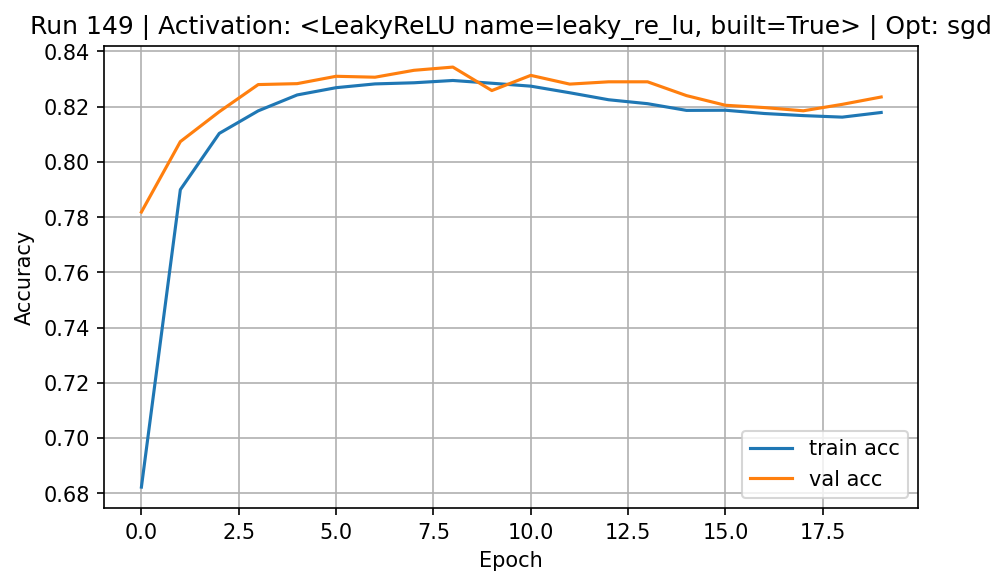 Run 149 | Activation: <LeakyReLU name=leaky_re_lu, built=True> | Opt: sgd
0.84
0.82
0.80
0.78
0.76
0.74
0.72
0.70
0.68
Accuracy
train acc
val acc
0.0 2.5 5.0 7.5 10.0 12.5 15.0 17.5
Epoch